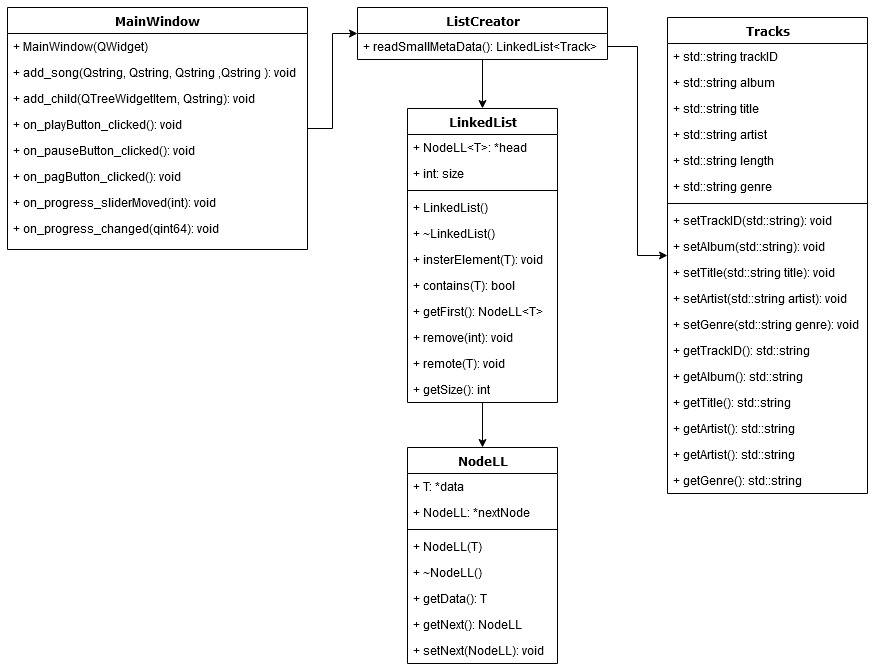 MainWindow
+ MainWindow(QWidget)
+ add_song(Qstring, Qstring, Qstring ,Qstring ): void
+ add_child(QTreeWidgetItem, Qstring): void
+ on_playButton_clicked(): void
+ on_pauseButton_clicked(): void
+ on_pagButton_clicked(): void
+ on_progress_sliderMoved(int): void
+ on_progress_changed(qint64): void
ListCreator
+ readSmallMetaData(): LinkedList<Track>
LinkedList
+ NodeLL<T>: *head
+ int: size
+ LinkedList()
+ ~LinkedList()
+ insterElement(T): void
+ contains(T): bool
+ getFirst(): NodeLL<T>
+ remove(int): void
+ remote(T): void
+ getSize(): int
NodeLL
+ T: *data
+ NodeLL: *nextNode
+ NodeLL(T)
+ ~NodeLL()
+ getData(): T
+ getNext(): NodeLL
+ setNext(NodeLL): void
Tracks
+ std::string trackID
+ std::string album
+ std::string title
+ std::string artist
+ std::string length
+ std::string genre
+ setTrackID(std::string): void
+ setAlbum(std::string): void
+ setTitle(std::string title): void
+ setArtist(std::string artist): void
+ setGenre(std::string genre): void
+ getTrackID(): std::string
+ getAlbum(): std::string
+ getTitle(): std::string
+ getArtist(): std::string
+ getArtist(): std::string
+ getGenre(): std::string